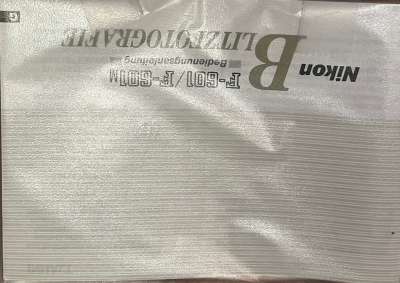 Nikon
BLITZFOTOGRAFIE
Bedienungsanleitung
F-601/F-601M
G